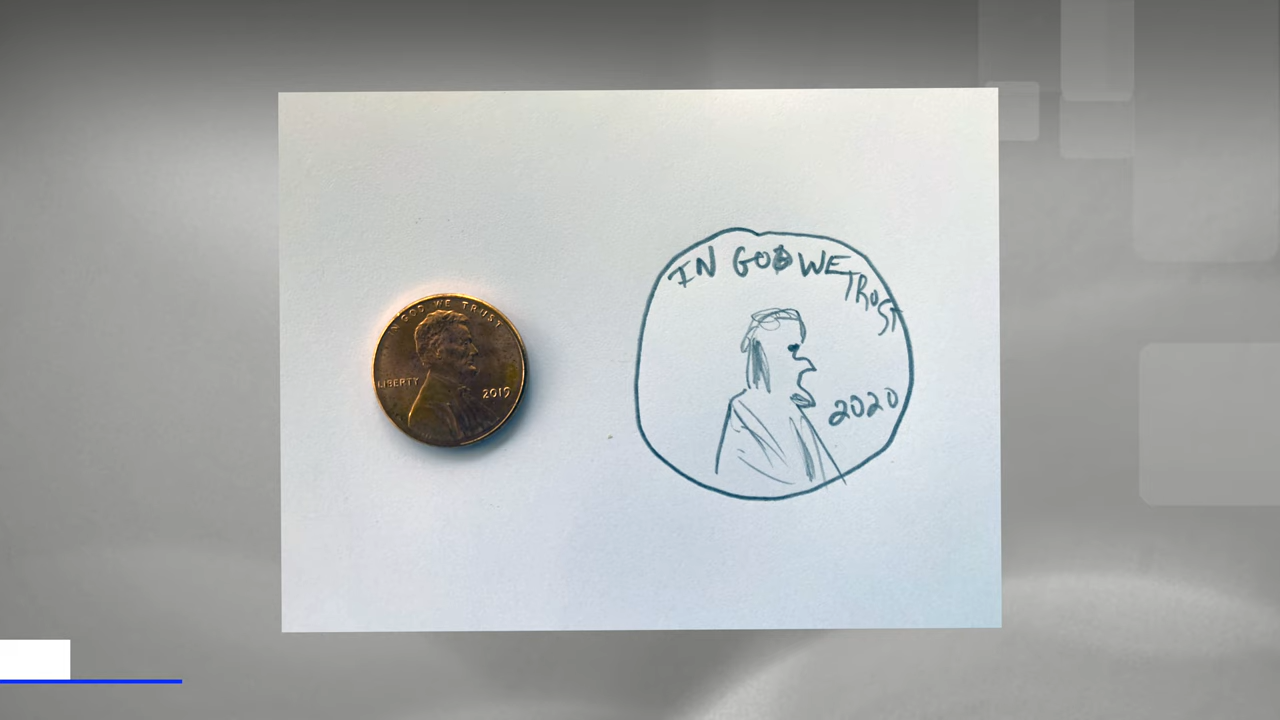 IN GOD WE TRUST
LIBERTY
2019
IN GOD WE
TRUST
2020